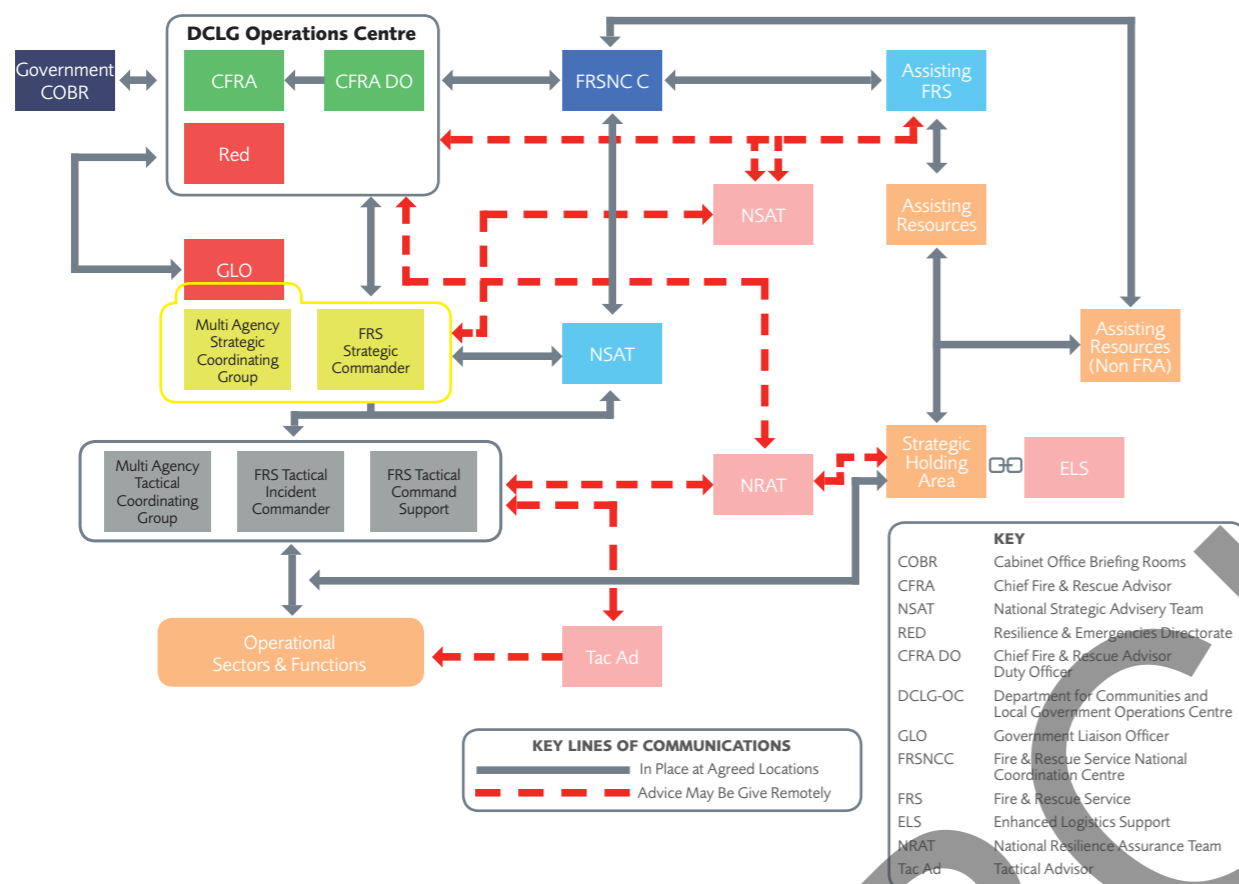 DCLG Operations Centre
Government
COBR
CFRA
CFRA DO
FRSNC C
Assisting
FRS
Red
NSAT
Assisting
Resources
GLO
Multi Agency
Strategic
Coordinating
Group
FRS
Strategic
Commander
NSAT
Assisting
Resources
(Non FRA)
Multi Agency
Tactical
Coordinating
Group
FRS Tactical
Incident
Commander
FRS Tactical
Command
Support
NRAT
Strategic
Holding
Area
ELS
Operational
Sectors & Functions
Tac Ad
KEY LINES OF COMMUNICATIONS
In Place at Agreed Locations
Advice May Be Give Remotely
KEY
COBR Cabinet Office Briefing Rooms
CFRA Chief Fire & Rescue Advisor
NSAT National Strategic Advisery Team
RED Resilience & Emergencies Directorate
CFRA DO Chief Fire & Rescue Advisor
Duty Officer
DCLG-OC Department for Communities and
Local Government Operations Centre
GLO Government Liaison Officer
FRSNCC Fire & Rescue Service National
Coordination Centre
FRS Fire & Rescue Service
ELS Enhanced Logistics Support
NRAT National Resilience Assurance Team
Tac Ad Tactical Advisor